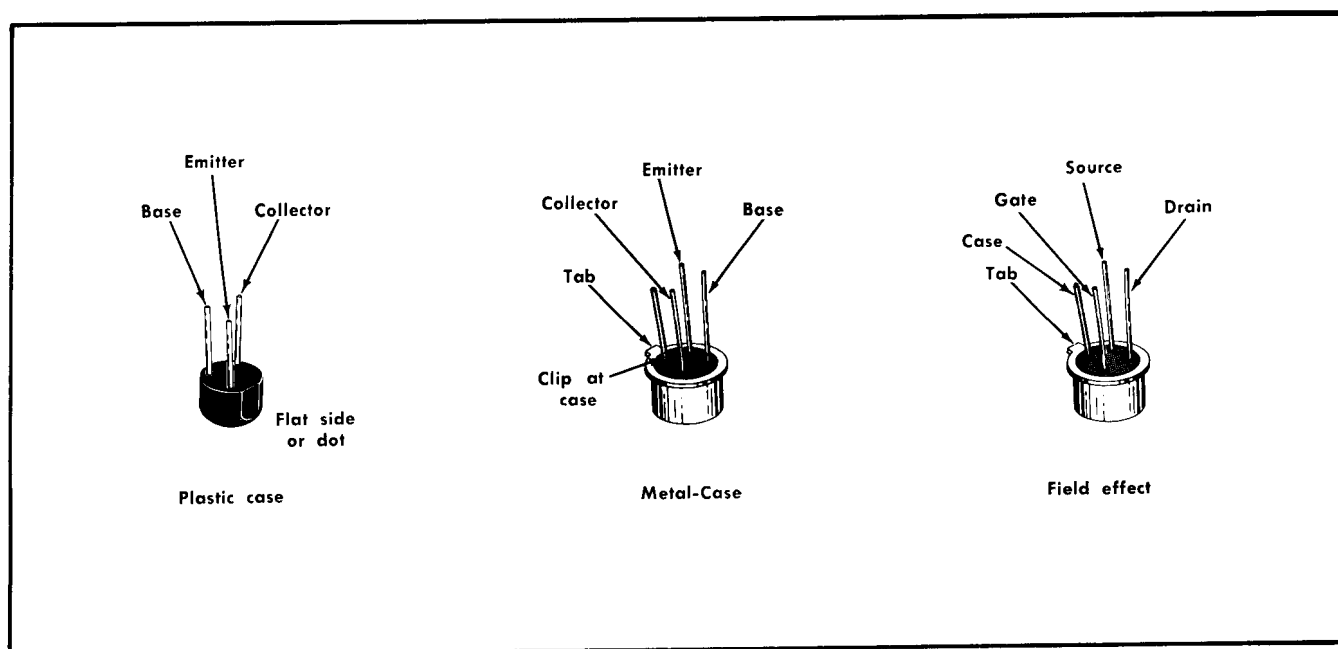 Emitter
Base
Collector
Flat side
or dot
Plastic case
Emitter
Collector
Base
Tab
Clip at
case
Metal-Case
Source
Gate
Drain
Case
Tab
Field effect